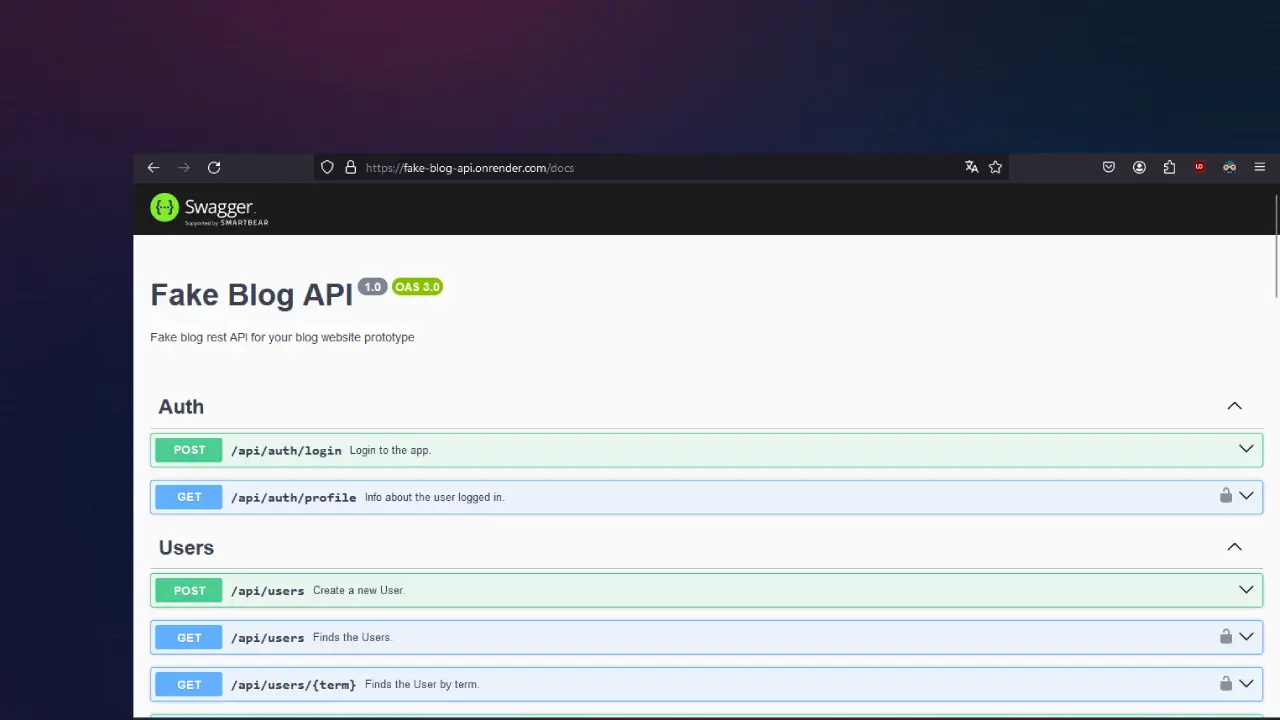 https://fake-blog-api.onrender.com/docs
{···} Swagger.
Supported by SMARTBEAR
Fake Blog API 1.0 OAS 3.0
Fake blog rest API for your blog website prototype
Auth
POST /api/auth/login Login to the app.
GET /api/auth/profile Info about the user logged in.
Users
POST /api/users Create a new User.
GET /api/users Finds the Users.
GET /api/users/{term} Finds the User by term.